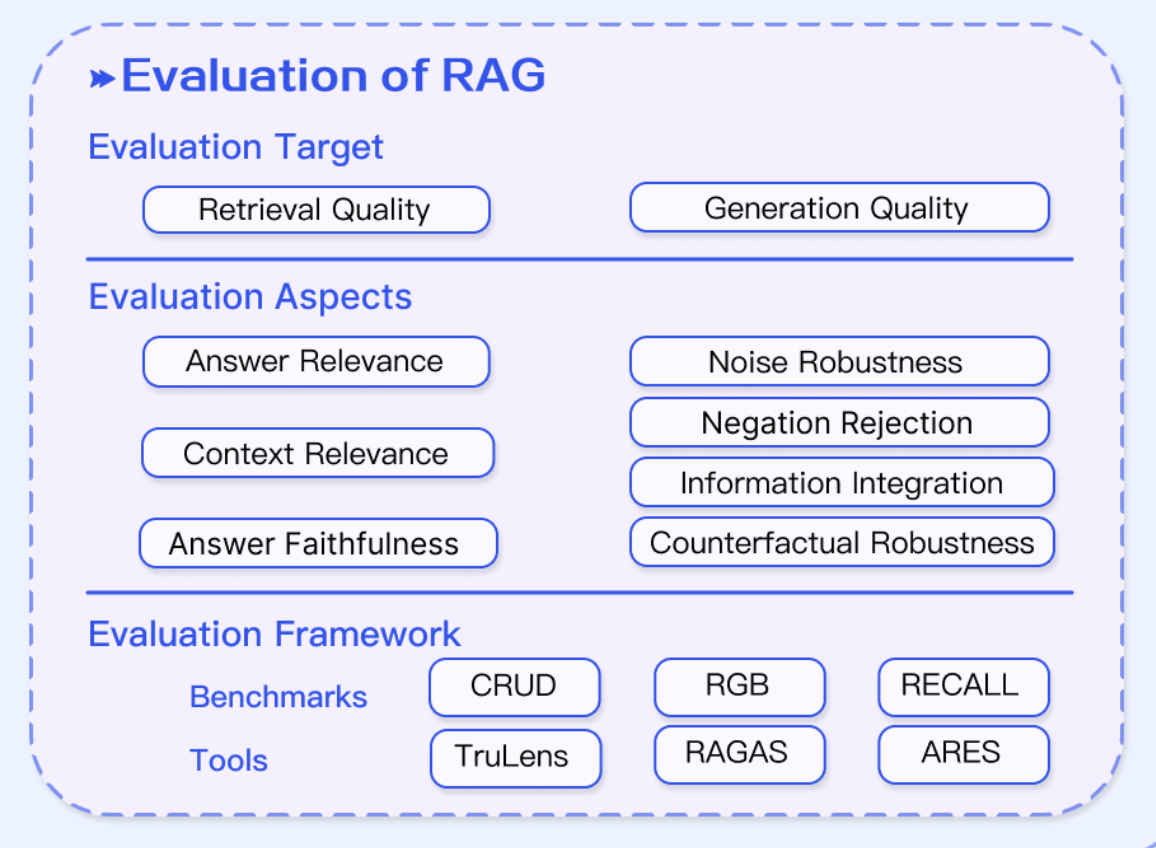 Evaluation of RAG
Evaluation Target
Retrieval Quality
Generation Quality
Evaluation Aspects
Answer Relevance
Context Relevance
Answer Faithfulness
Noise Robustness
Negation Rejection
Information Integration
Counterfactual Robustness
Evaluation Framework
Benchmarks
CRUD
RGB
RECALL
Tools
TruLens
RAGAS
ARES